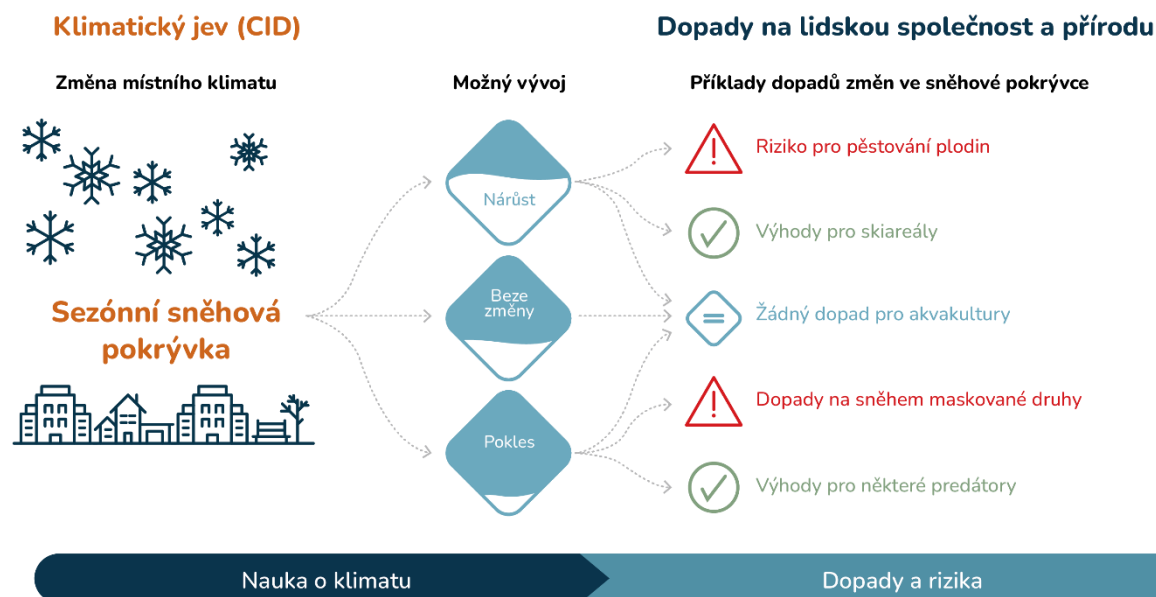 Klimatický jev (CID)
Dopady na lidskou společnost a přírodu
Změna místního klimatu
Možný vývoj
Příklady dopadů změn ve sněhové pokrývce
Nárůst
Beze
změny
Pokles
Sezónní sněhová
pokrývka
Riziko pro pěstování plodin
Výhody pro skiareály
Žádný dopad pro akvakultury
Dopady na sněhem maskované druhy
Výhody pro některé predátory
Nauka o klimatu
Dopady a rizika